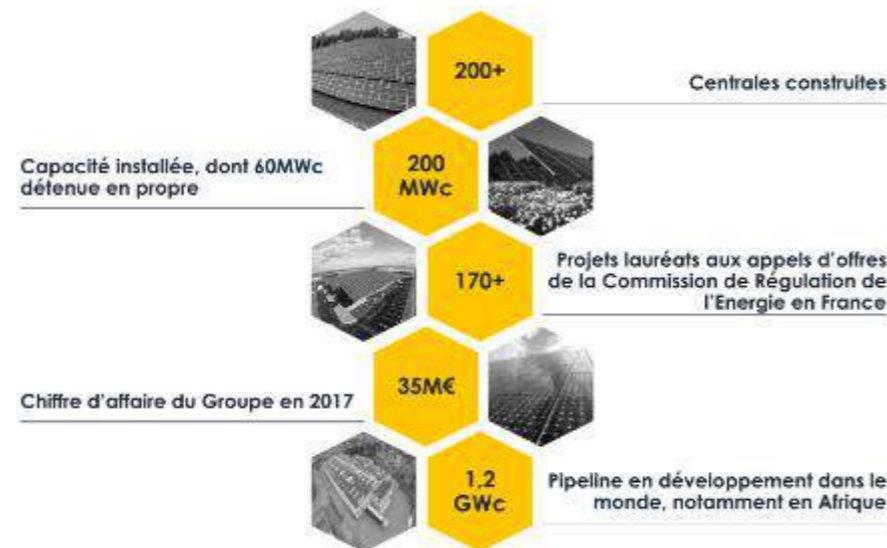 200+
Centrales construites
Capacité installée, dont 60MWc
détenue en propre
200
MWc
170+
Projets lauréats aux appels d'offres
de la Commission de Régulation de
l'Energie en France
Chiffre d'affaire du Groupe en 2017
35M€
1,2
GWc
Pipeline en développement dans le
monde, notamment en Afrique